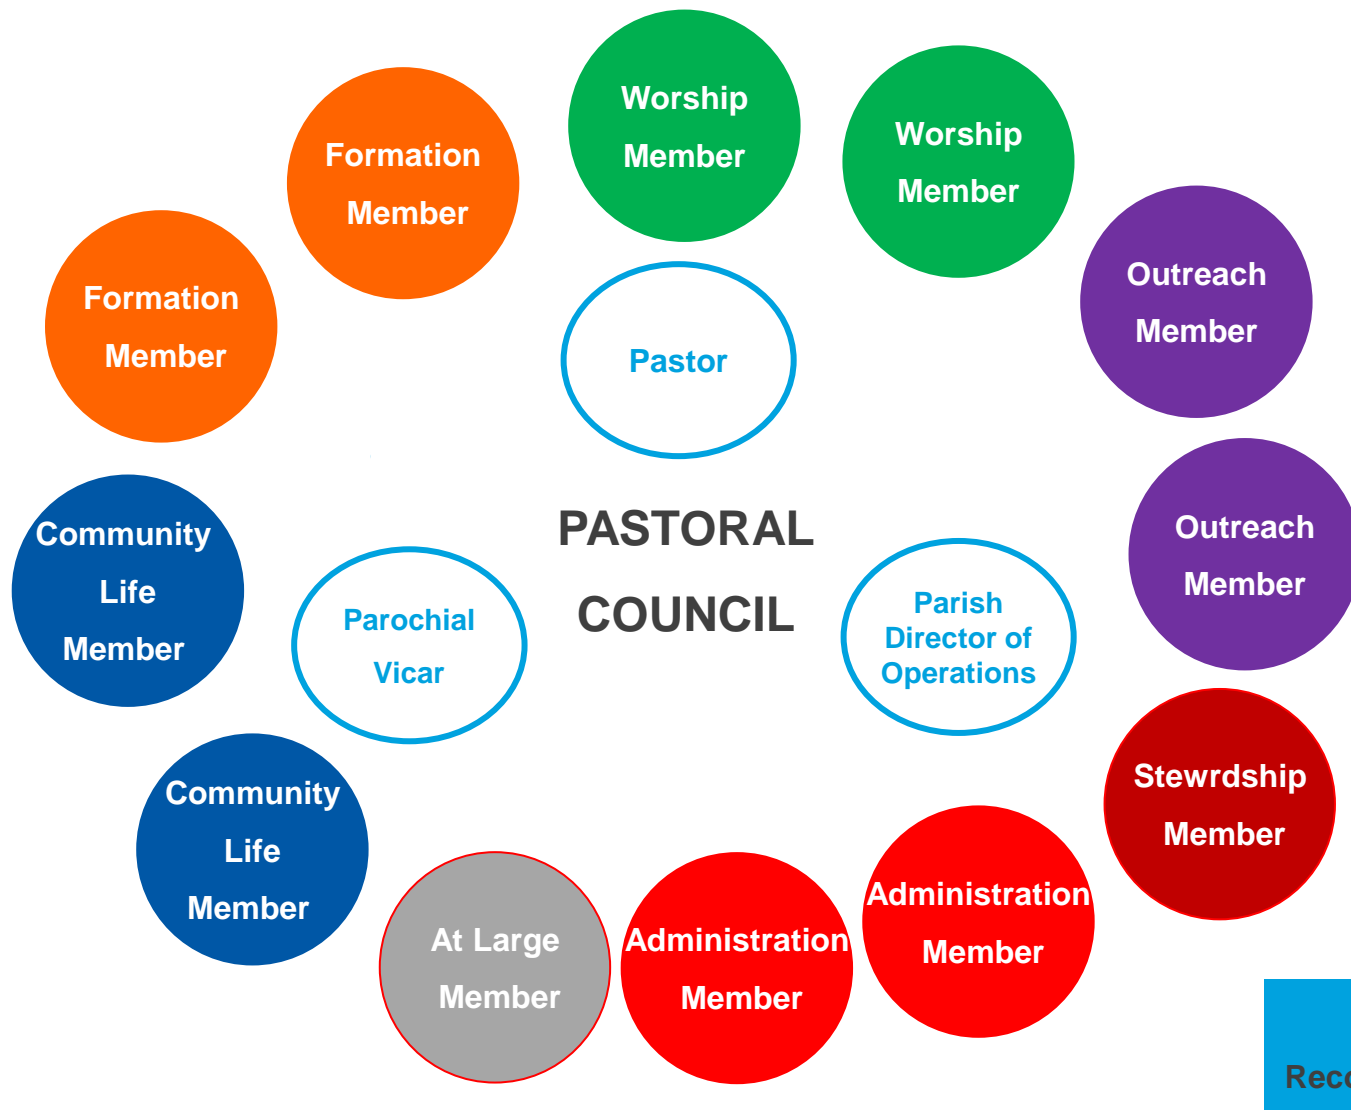 Worship
Member
Worship
Member
Formation
Member
Outreach
Member
Formation
Member
Pastor
PASTORAL
COUNCIL
Outreach
Member
Community
Life
Member
Parochial
Vicar
Parish
Director of
Operations
Stewrdship
Member
Community
Life
Member
Administration
Member
At Large
Member
Administration
Member